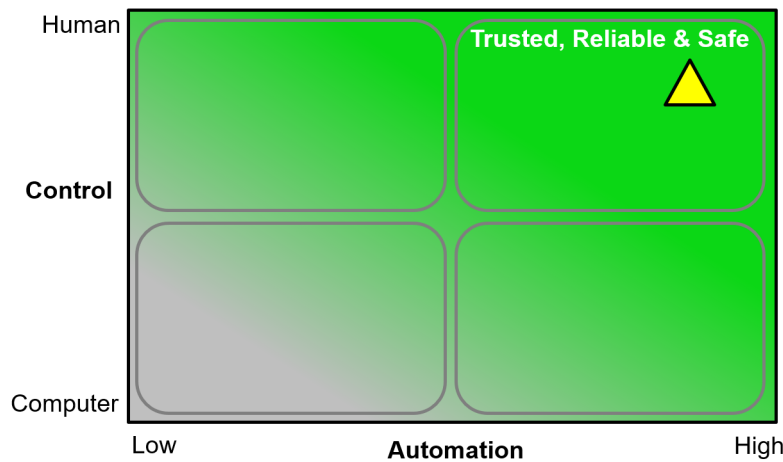 Human
Trusted, Reliable & Safe
Control
Computer
Low
Automation
High